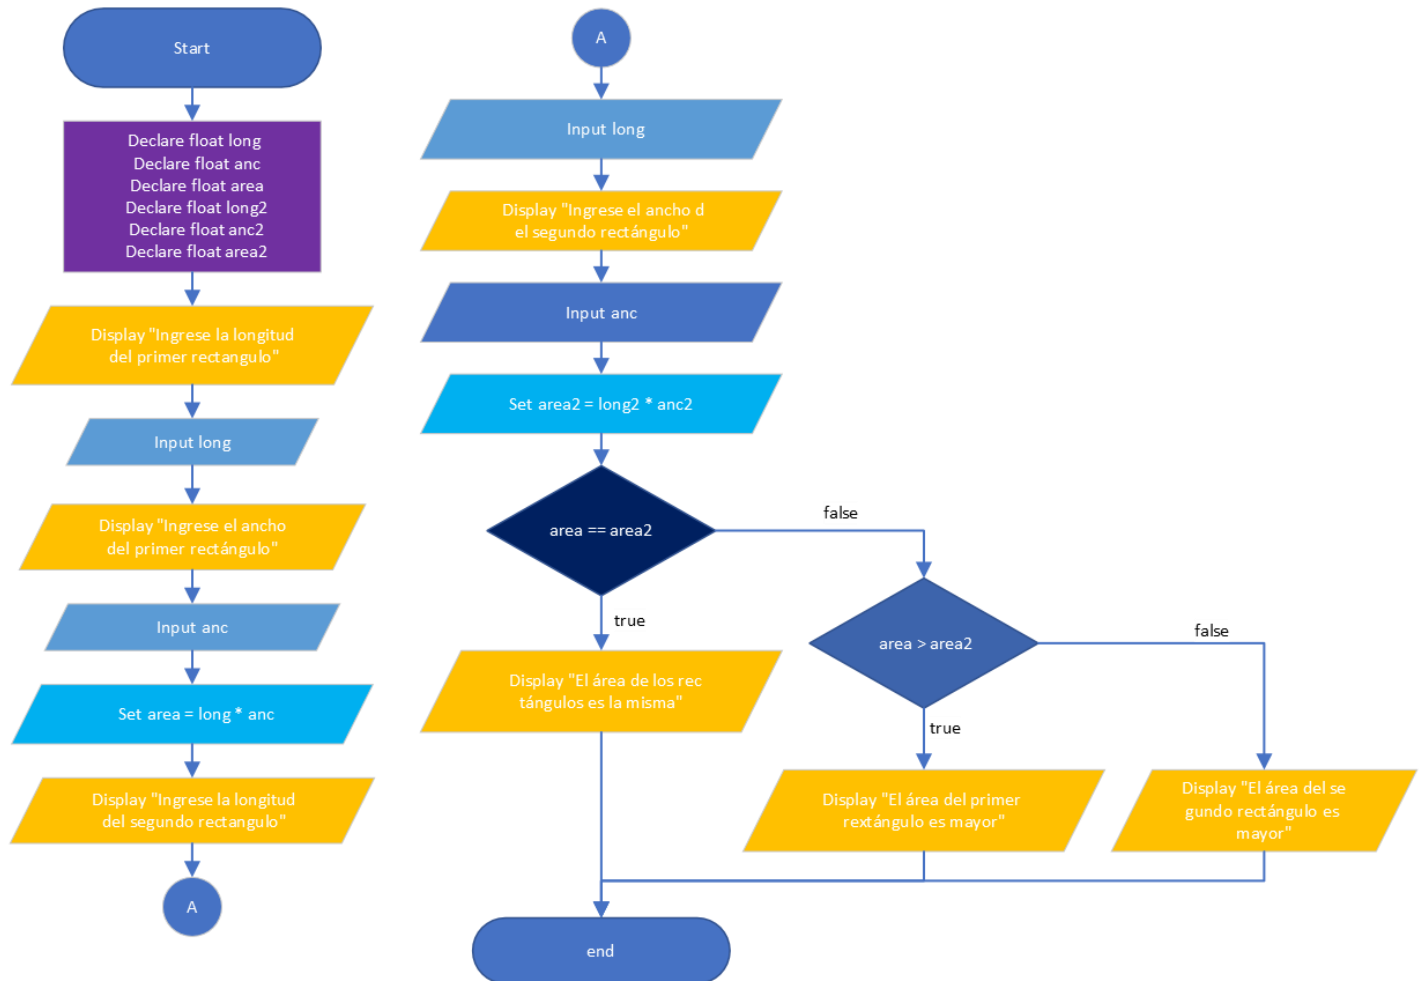 Start
Declare float long
Declare float anc
Declare float area
Declare float long2
Declare float anc2
Declare float area2
Display "Ingrese la longitud
del primer rectangulo"
Input long
Display "Ingrese el ancho
del primer rectángulo"
Input anc
Set area = long * anc
Display "Ingrese la longitud
del segundo rectangulo"
A
A
Input long
Display "Ingrese el ancho d
el segundo rectángulo"
Input anc
Set area2 = long2 * anc2
area == area2
false
true
Display "El área de los rec
tángulos es la misma"
area > area2
false
true
Display "El área del primer
rextángulo es mayor"
Display "El área del se
gundo rectángulo es
mayor"
end